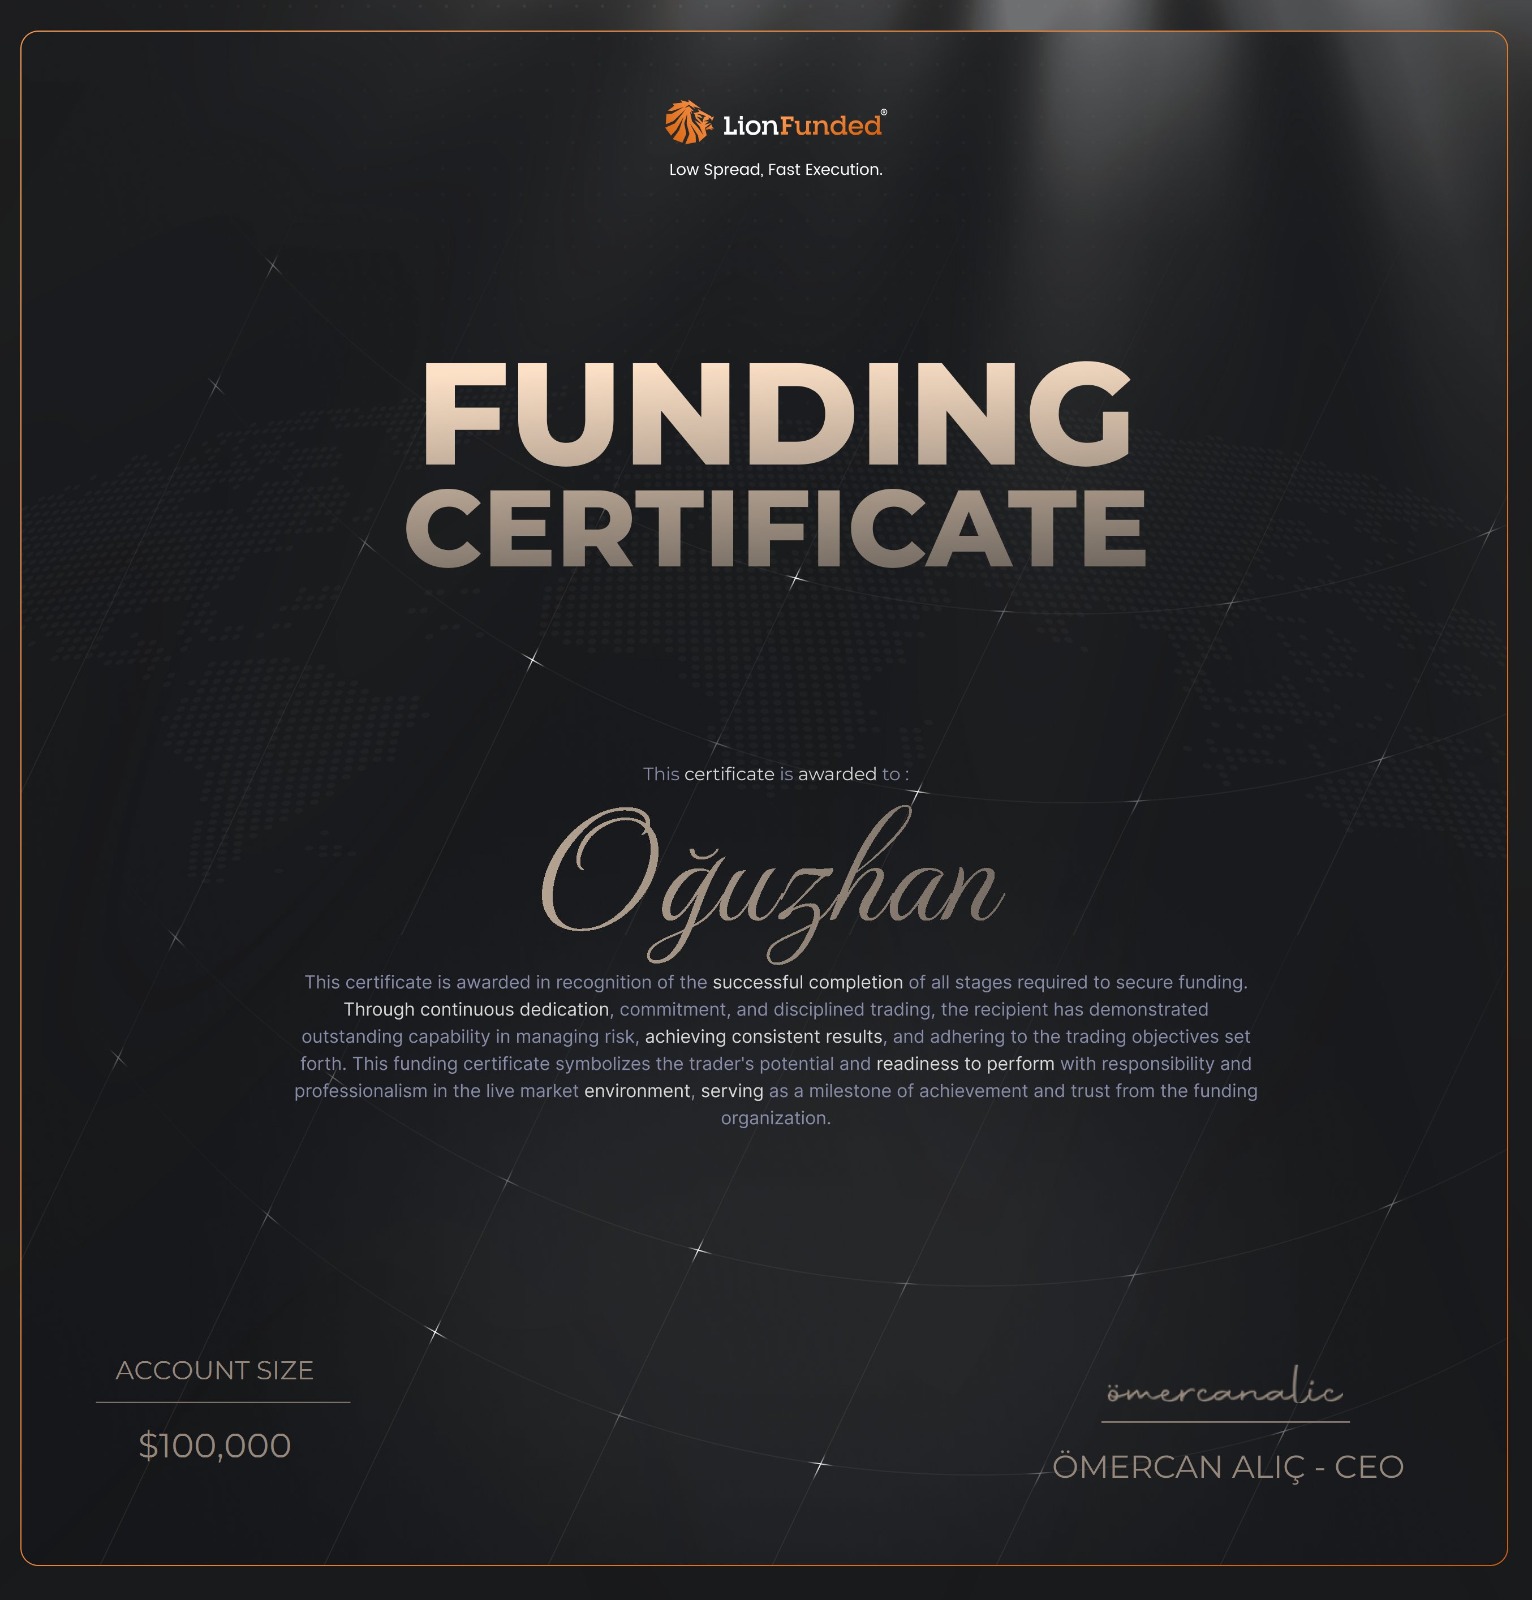 LionFunded®
Low Spread, Fast Execution.
FUNDING
CERTIFICATE
This certificate is awarded to :
Oğuzhan
This certificate is awarded in recognition of the successful completion of all stages required to secure funding.
Through continuous dedication, commitment, and disciplined trading, the recipient has demonstrated
outstanding capability in managing risk, achieving consistent results, and adhering to the trading objectives set
forth. This funding certificate symbolizes the trader's potential and readiness to perform with responsibility and
professionalism in the live market environment, serving as a milestone of achievement and trust from the funding
organization.
ACCOUNT SIZE
$100,000
ömercanalic
ÖMERCAN ALIÇ - CEO